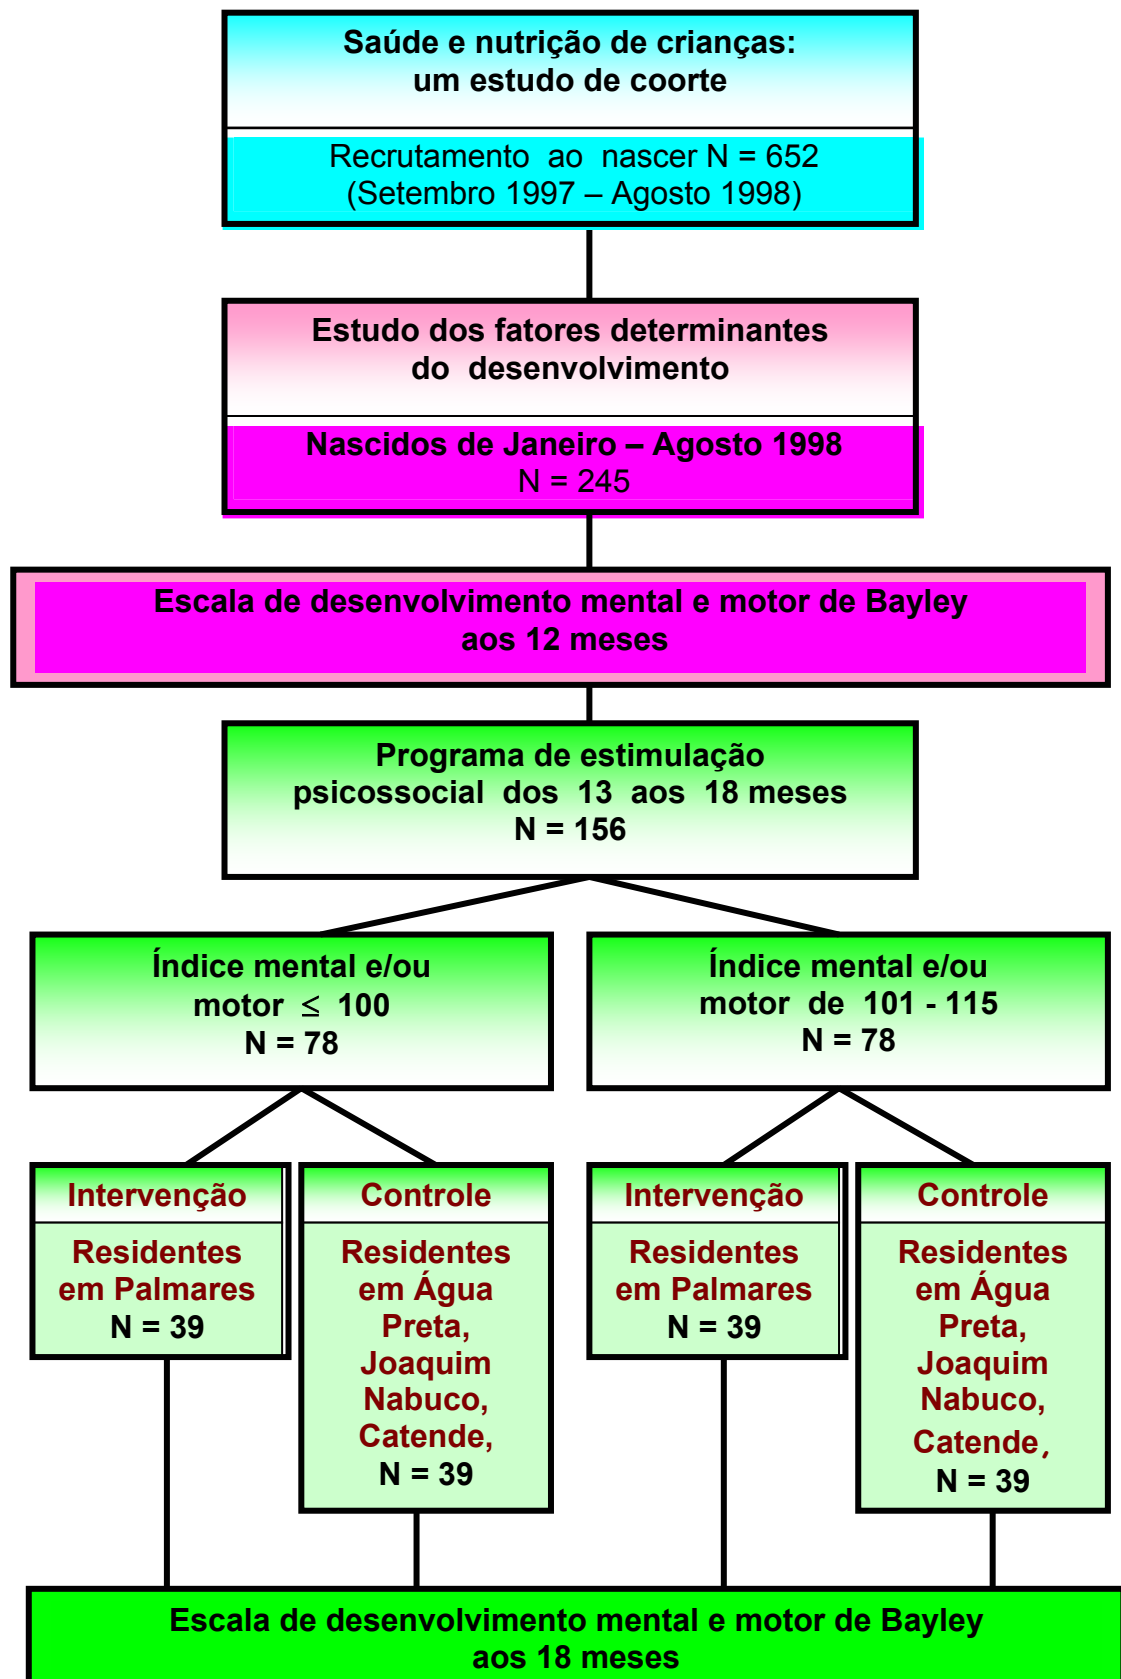 Saúde e nutrição de crianças:
um estudo de coorte
Recrutamento ao nascer N = 652
(Setembro 1997 – Agosto 1998)
Estudo dos fatores determinantes
do desenvolvimento
Nascidos de Janeiro – Agosto 1998
N = 245
Escala de desenvolvimento mental e motor de Bayley
aos 12 meses
Programa de estimulação
psicossocial dos 13 aos 18 meses
N = 156
Índice mental e/ou
motor ≤ 100
N = 78
Índice mental e/ou
motor de 101 - 115
N = 78
Intervenção
Residentes
em Palmares
N = 39
Controle
Residentes
em Água
Preta,
Joaquim
Nabuco,
Catende,
N = 39
Intervenção
Residentes
em Palmares
N = 39
Controle
Residentes
em Água
Preta,
Joaquim
Nabuco,
Catende,
N = 39
Escala de desenvolvimento mental e motor de Bayley
aos 18 meses